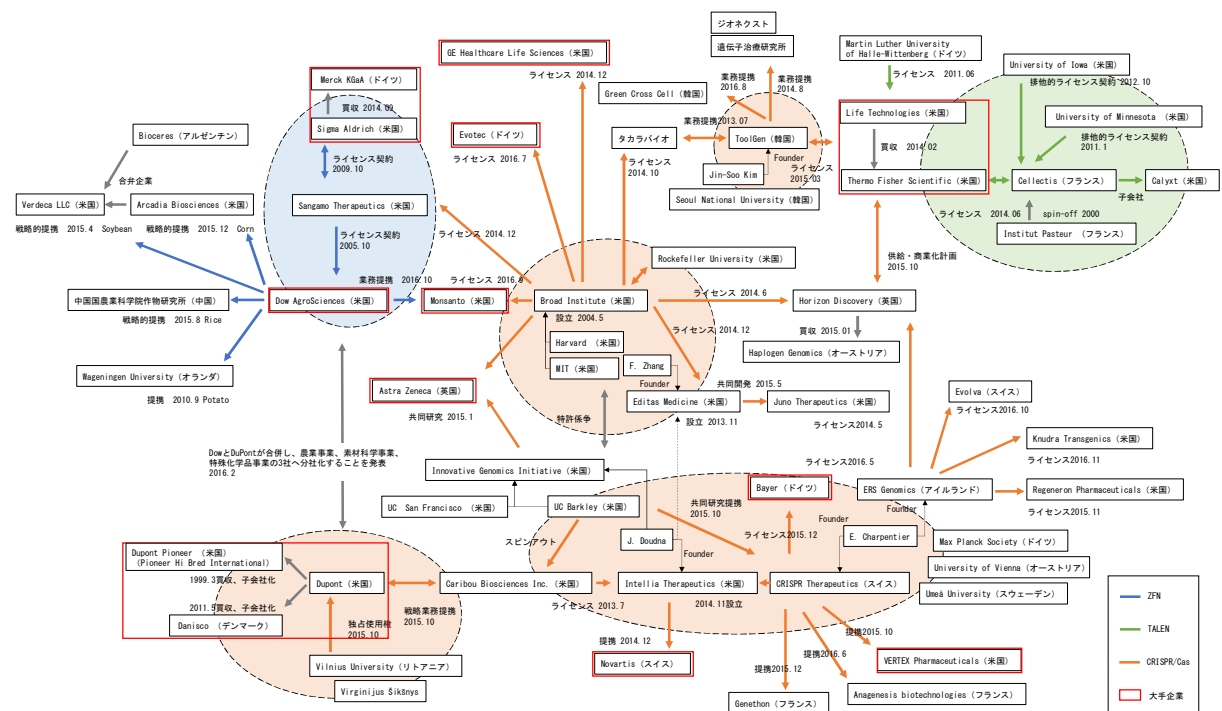 ジオネクスト
遺伝子治療研究所
GE Healthcare Life Sciences（米国）
ライセンス 2014.12
業務提携
2016.8
業務提携
2014.8
Green Cross Cell（韓国）
Martin Luther University
of Halle-Wittenberg（ドイツ）
ライセンス 2011.06
University of Iowa（米国）
排他的ライセンス契約 2012.10
University of Minnesota（米国）
排他的ライセンス契約
2011.1
Merck KGaA（ドイツ）
買収 2014.09
Sigma Aldrich（米国）
ライセンス契約
2009.10
Sangamo Therapeutics（米国）
ライセンス契約
2005.10
Evotec（ドイツ）
ライセンス 2016.7
タカラバイオ
業務提携2013.07
ライセンス
2014.10
ToolGen（韓国）
Founder
Jin-Soo Kim
Seoul National University（韓国）
ライセンス
2015.03
Life Technologies（米国）
買収 2014.02
Thermo Fisher Scientific（米国）
ライセンス 2014.06
Cellectis（フランス）
子会社
Calyxt（米国）
spin-off 2000
Institut Pasteur（フランス）
Bioceres（アルゼンチン）
合弁企業
Verdeca LLC（米国）
Arcadia Biosciences（米国）
戦略的提携 2015.4 Soybean
戦略的提携 2015.12 Corn
ライセンス 2014.12
Rockefeller University（米国）
供給・商業化計画
2015.10
中国国農業科学院作物研究所（中国）
戦略的提携 2015.8 Rice
Dow AgroSciences（米国）
業務提携 2016.10
Monsanto（米国）
ライセンス 2016.9
Broad Institute（米国）
設立 2004.5
ライセンス 2014.6
Horizon Discovery（英国）
買収 2015.01
Haplogen Genomics（オーストリア）
ライセンス 2014.12
Harvard（米国）
MIT（米国）
F. Zhang
Founder
Wageningen University（オランダ）
提携 2010.9 Potato
Astra Zeneca（英国）
共同研究 2015.1
特許係争
Editas Medicine（米国）
設立 2013.11
共同開発 2015.5
Juno Therapeutics（米国）
ライセンス 2014.5
Evolva（スイス）
ライセンス2016.10
Knudra Transgenics（米国）
ライセンス2016.11
DowとDuPontが合併し、農業事業、素材科学事業、
特殊化学品事業の3社へ分社化することを発表
2016.2
Innovative Genomics Initiative（米国）
UC San Francisco（米国）
UC Barkley（米国）
共同研究提携
2015.10
ライセンス2016.5
Bayer（ドイツ）
ライセンス2015.12
ERS Genomics（アイルランド）
Regeneron Pharmaceuticals（米国）
ライセンス2015.11
Founder
Founder
E. Charpentier
J. Doudna
Founder
スピンアウト
Max Planck Society（ドイツ）
University of Vienna（オーストリア）
Umeå University（スウェーデン）
Dupont Pioneer （米国）
(Pioneer Hi Bred International)
1999.3買収、子会社化
Dupont（米国）
2011.5買収、子会社化
Danisco（デンマーク）
独占使用権
2015.10
戦略業務提携
2015.10
Caribou Biosciences Inc.（米国）
ライセンス 2013.7
Intellia Therapeutics（米国）
2014.11設立
CRISPR Therapeutics（スイス）
Vilnius University（リトアニア）
Virginijus Šikšnys
提携 2014.12
Novartis（スイス）
提携2015.12
Genethon（フランス）
提携2016.6
Anagenesis biotechnologies（フランス）
提携2015.10
VERTEX Pharmaceuticals（米国）
ZFN
TALEN
CRISPR/Cas
大手企業